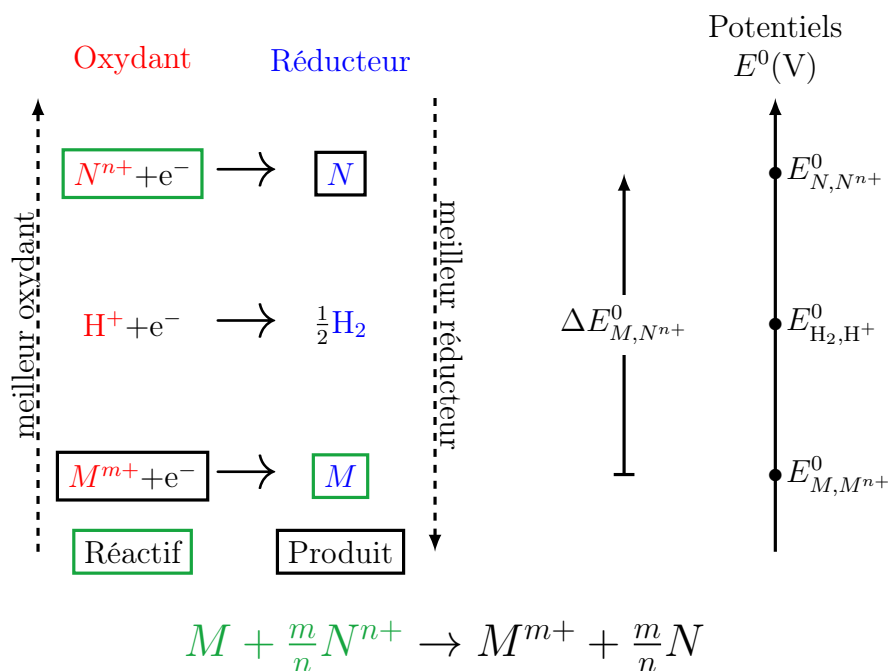 Potentiels
Oxydant Réducteur E⁰(V)
meilleur oxydant
meilleur réducteur
Nⁿ⁺+e⁻ → N
E⁰_{N,Nⁿ⁺}
H⁺+e⁻ → ½H₂
ΔE⁰_{M,Nⁿ⁺}
E⁰_{H₂,H⁺}
Mᵐ⁺+e⁻ → M
E⁰_{M,Mⁿ⁺}
Réactif Produit
M + m/n Nⁿ⁺ → Mᵐ⁺ + m/n N